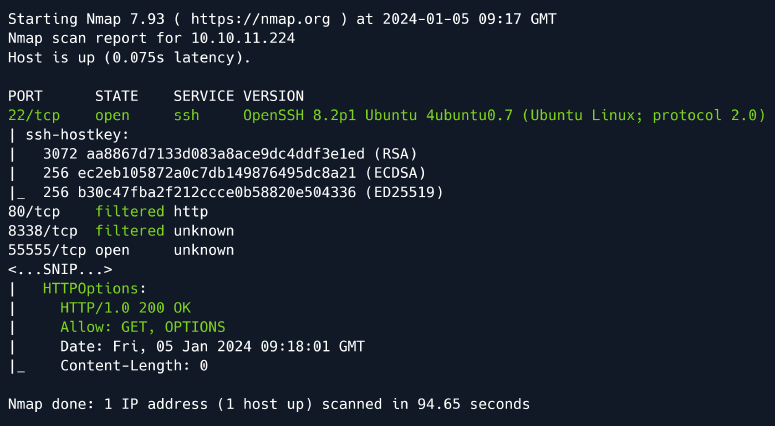 Starting Nmap 7.93 ( https://nmap.org ) at 2024-01-05 09:17 GMT
Nmap scan report for 10.10.11.224
Host is up (0.075s latency).
PORT STATE SERVICE VERSION
22/tcp open ssh OpenSSH 8.2p1 Ubuntu 4ubuntu0.7 (Ubuntu Linux; protocol 2.0)
| ssh-hostkey:
| 3072 aa8867d7133d083a8ace9dc4ddf3e1ed (RSA)
| 256 ec2eb105872a0c7db149876495dc8a21 (ECDSA)
|_ 256 b30c47fba2f212ccce0b58820e504336 (ED25519)
80/tcp filtered http
8338/tcp filtered unknown
55555/tcp open unknown
<...SNIP...>
| HTTPOptions:
| HTTP/1.0 200 OK
| Allow: GET, OPTIONS
| Date: Fri, 05 Jan 2024 09:18:01 GMT
|_ Content-Length: 0
Nmap done: 1 IP address (1 host up) scanned in 94.65 seconds